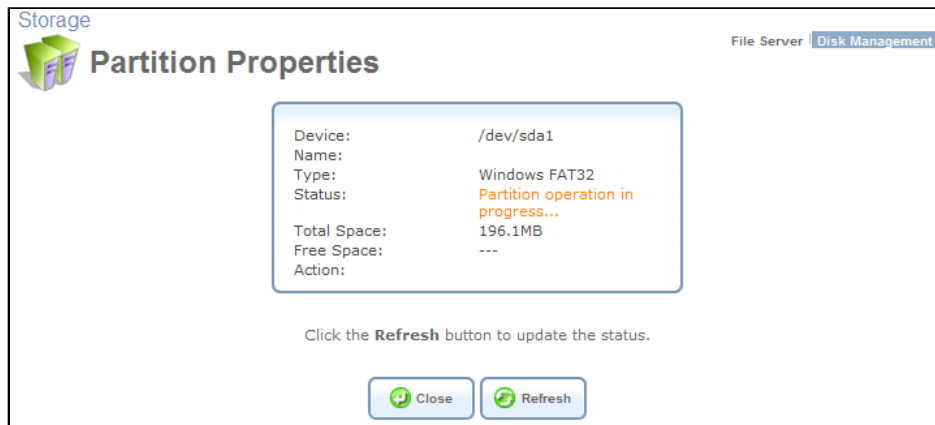 Storage
File Server | Disk Management
Partition Properties
Device: /dev/sda1
Name:
Type: Windows FAT32
Status: Partition operation in
progress...
Total Space: 196.1MB
Free Space: ---
Action:
Click the Refresh button to update the status.
Close Refresh